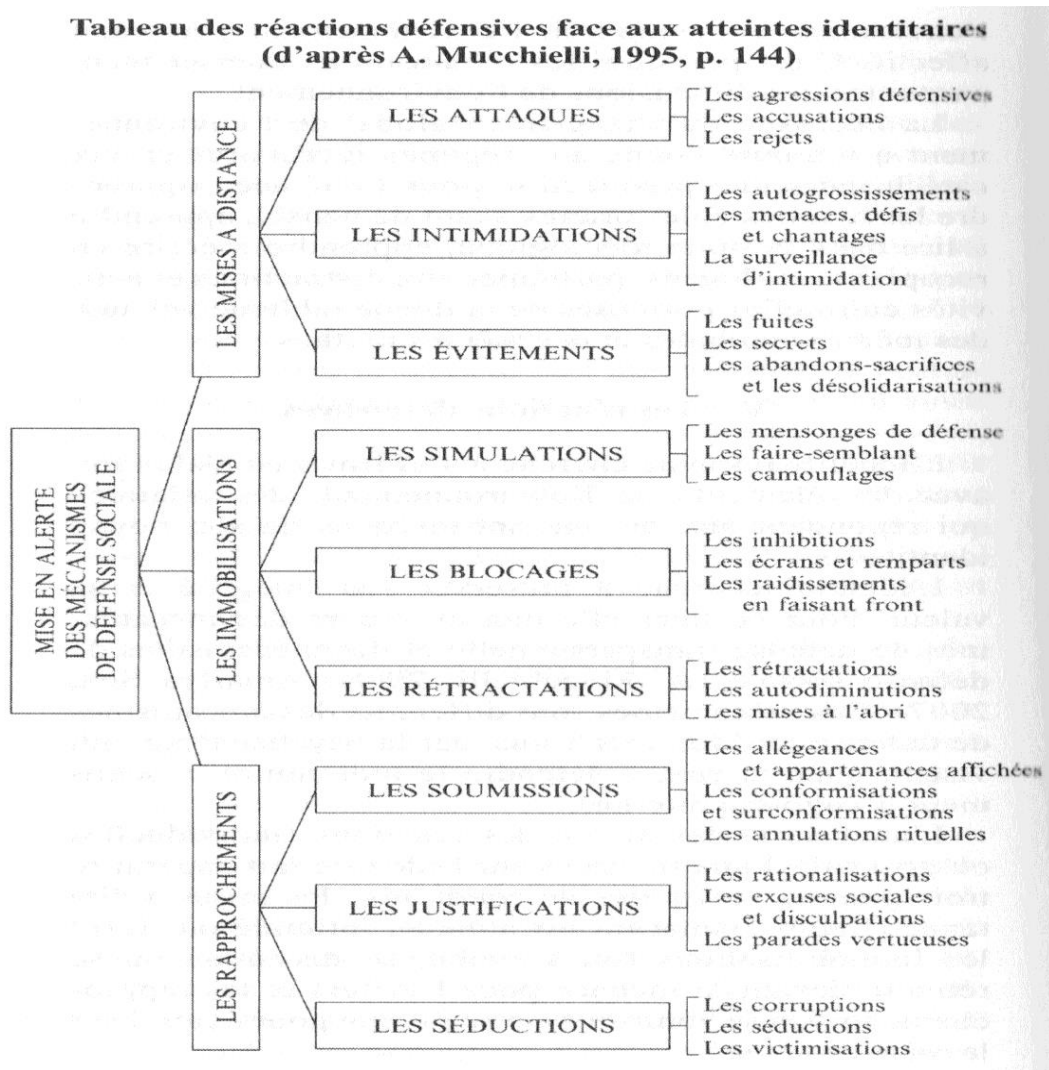 Tableau des réactions défensives face aux atteintes identitaires
(d'après A. Mucchielli, 1995, p. 144)
MISE EN ALERTE
DES MÉCANISMES
DE DÉFENSE SOCIALE
LES MISES À DISTANCE
LES ATTAQUES
Les agressions défensives
Les accusations
Les rejets
LES INTIMIDATIONS
Les autogrossissements
Les menaces, défis
et chantages
La surveillance
d'intimidation
LES ÉVITEMENTS
Les fuites
Les secrets
Les abandons-sacrifices
et les désolidarisations
LES IMMOBILISATIONS
LES SIMULATIONS
Les mensonges de défense
Les faire-semblant
Les camouflages
LES BLOCAGES
Les inhibitions
Les écrans et remparts
Les raidissements
en faisant front
LES RÉTRACTATIONS
Les rétractations
Les autodiminutions
Les mises à l'abri
LES RAPPROCHEMENTS
LES SOUMISSIONS
Les allégeances
et appartenances affichées
Les conformisations
et surconformisations
Les annulations rituelles
LES JUSTIFICATIONS
Les rationalisations
Les excuses sociales
et disculpations
Les parades vertueuses
LES SÉDUCTIONS
Les corruptions
Les séductions
Les victimisations